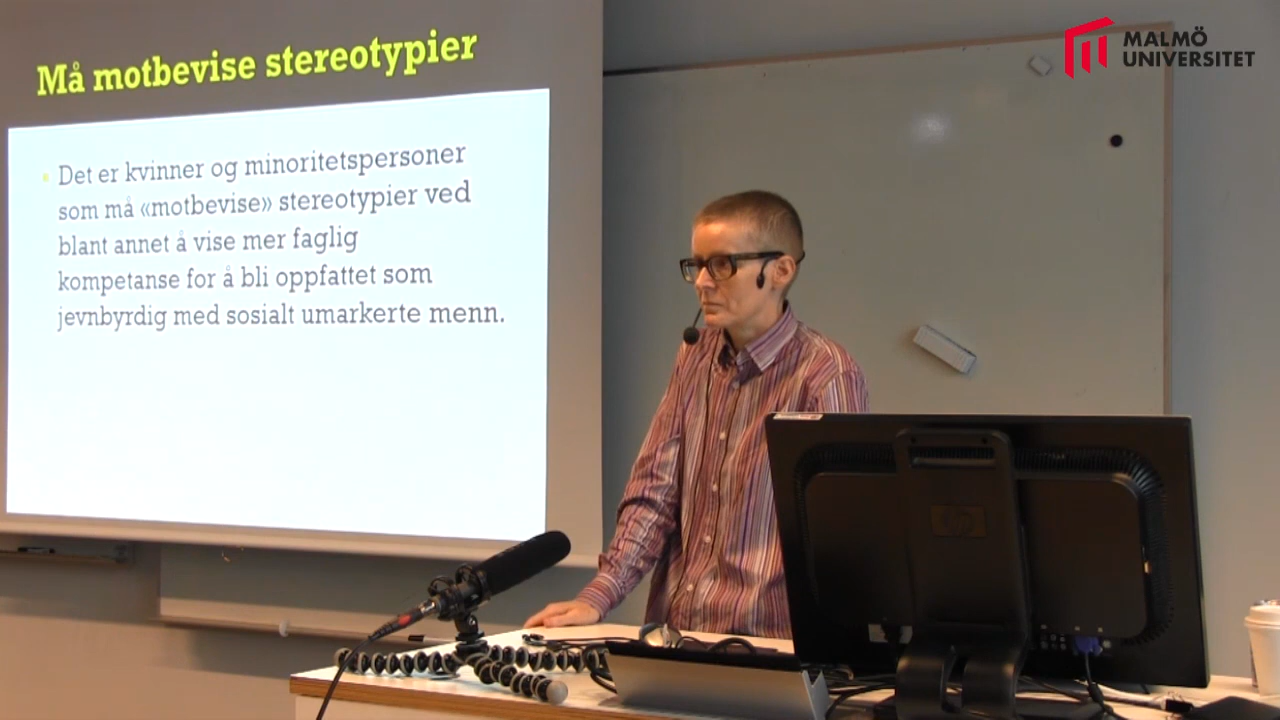 Må motbevise stereotypier
Det er kvinner og minoritetspersoner
som må «motbevise» stereotypier ved
blant annet å vise mer faglig
kompetanse for å bli oppfattet som
jevnbyrdig med sosialt umarkerte menn.
MALMÖ
UNIVERSITET
hp